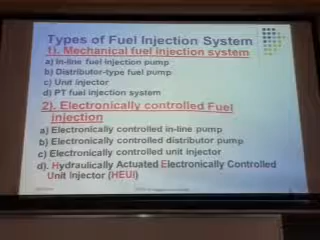 Types of Fuel Injection System
1). Mechanical fuel injection system
a) In-line fuel injection pump
b) Distributor-type fuel pump
c) Unit injector
d) PT fuel injection system
2). Electronically controlled Fuel
injection
a) Electronically controlled in-line pump
b) Electronically controlled distributor pump
c) Electronically controlled unit injector
d). Hydraulically Actuated Electronically Controlled
Unit Injector (HEUI)